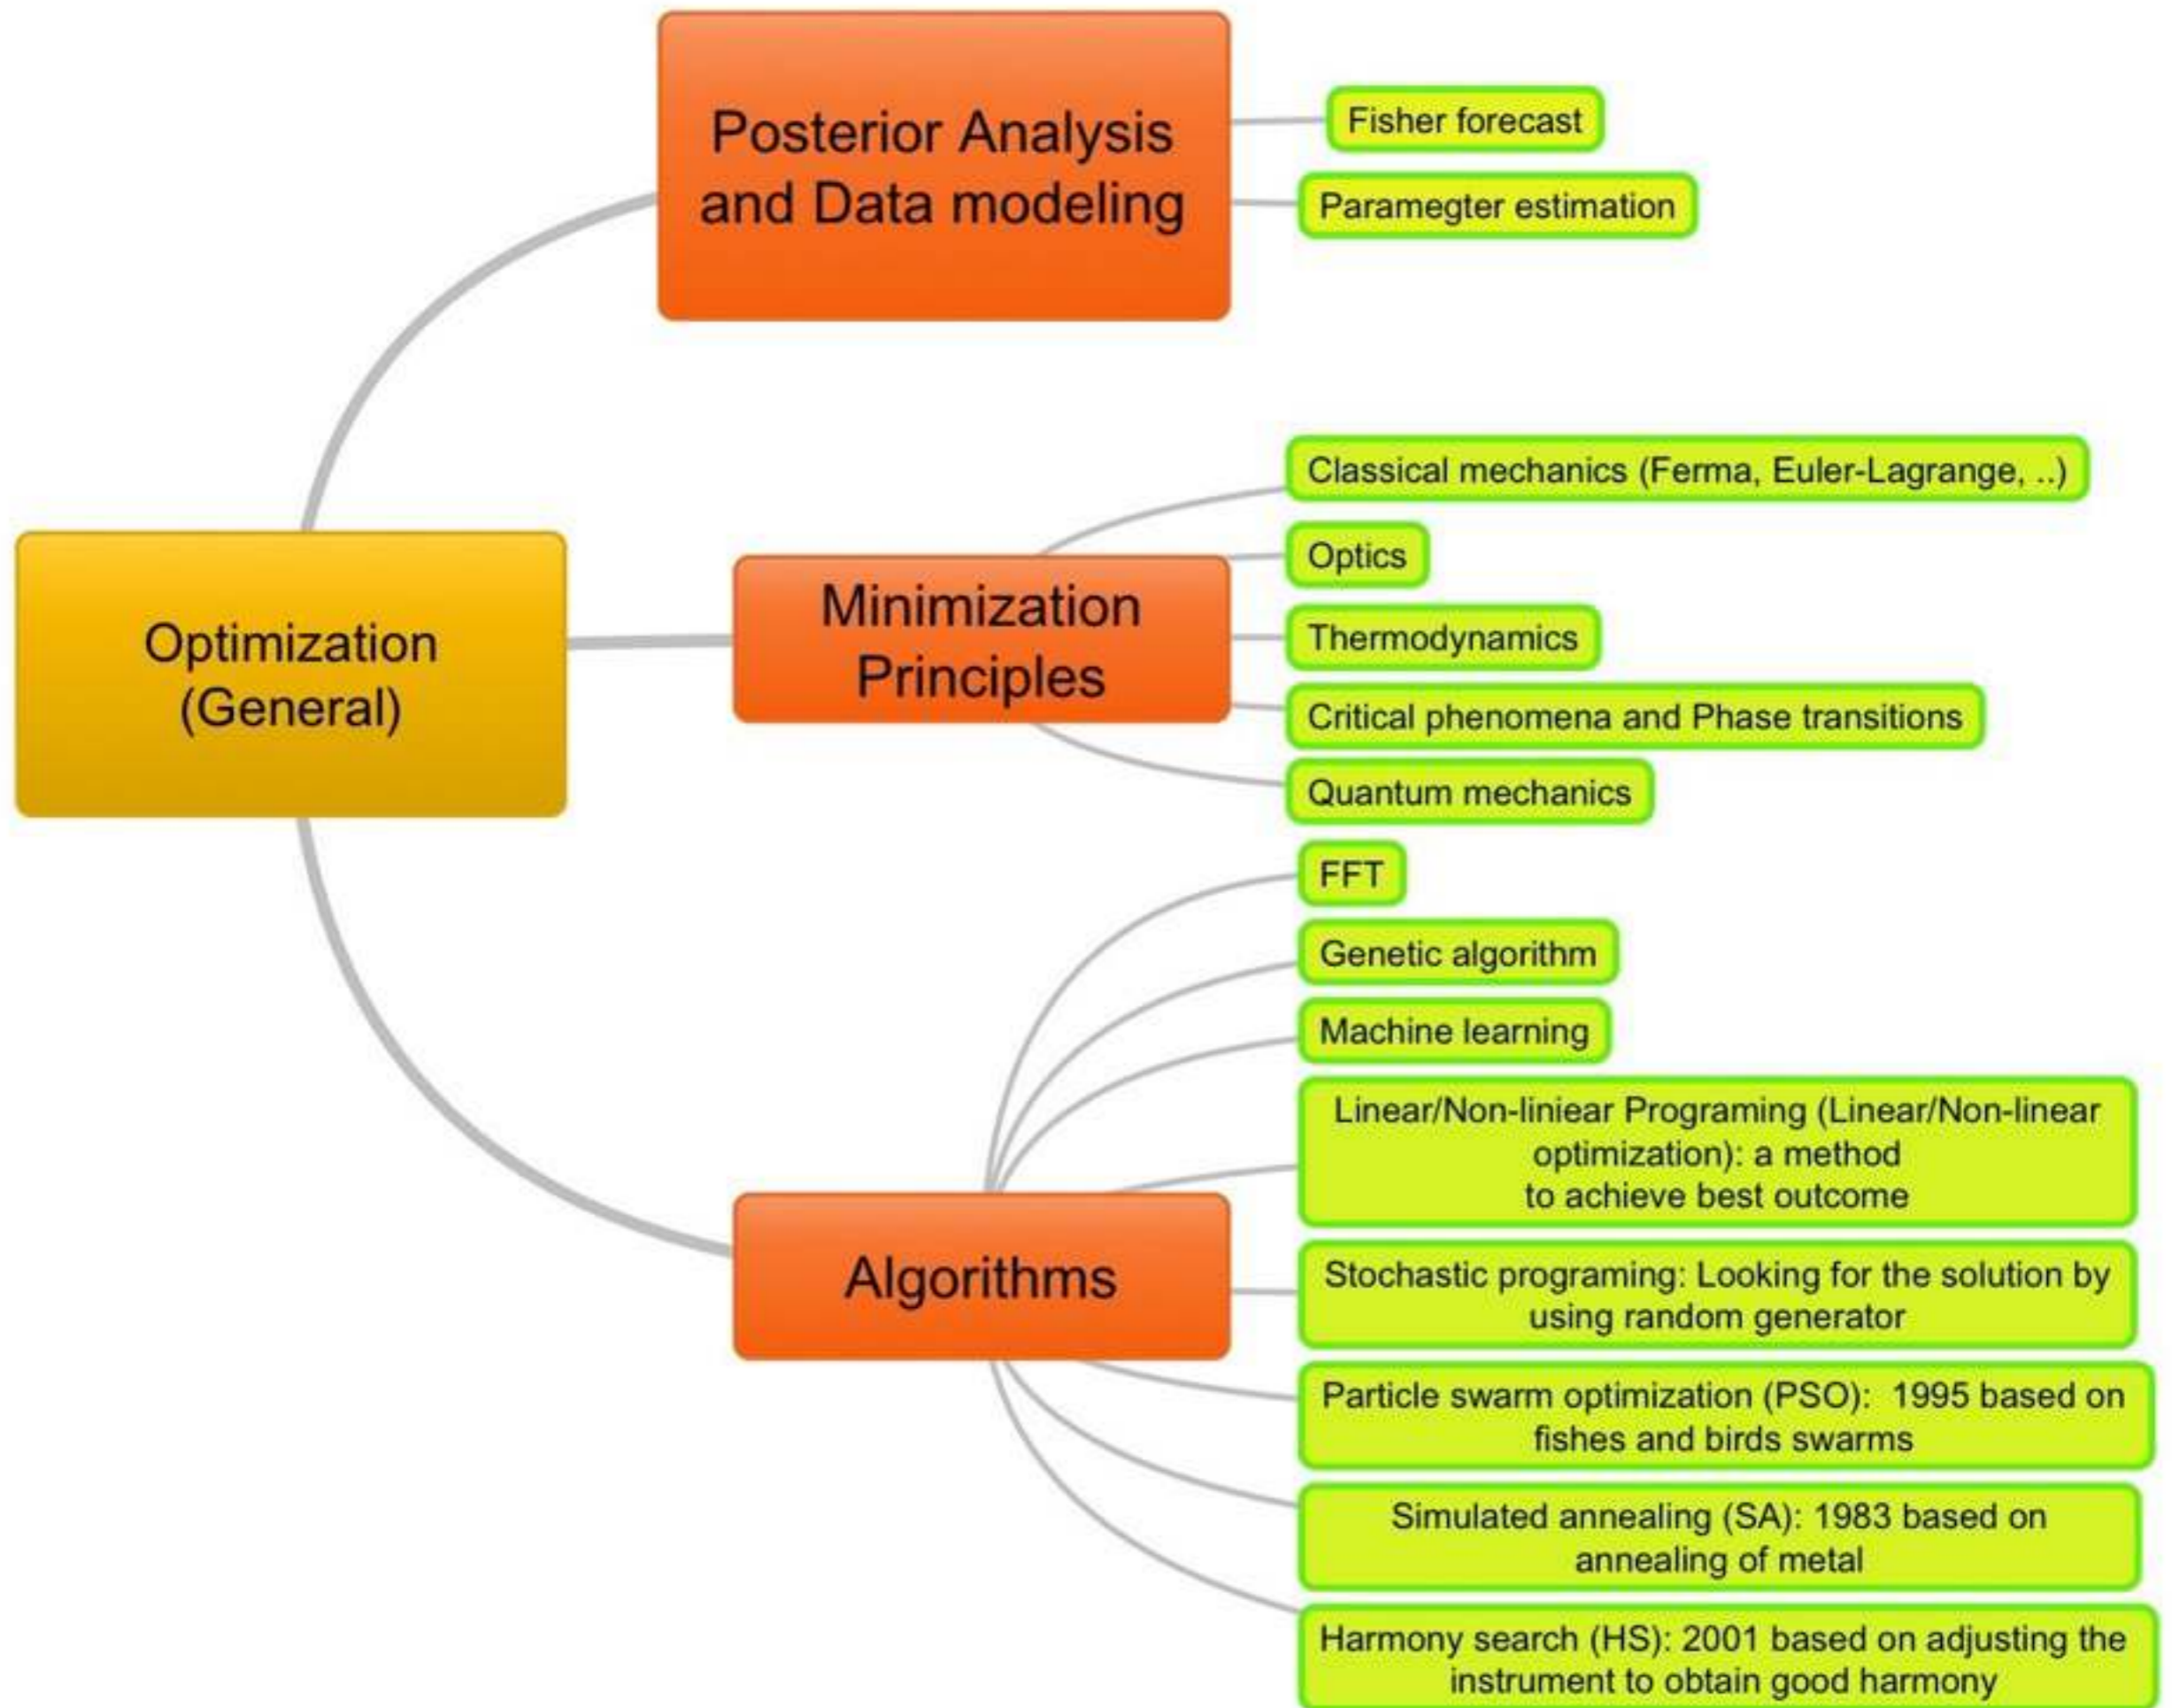 Posterior Analysis
and Data modeling
Fisher forecast
Paramegter estimation
Optimization
(General)
Minimization
Principles
Classical mechanics (Ferma, Euler-Lagrange, ..)
Optics
Thermodynamics
Critical phenomena and Phase transitions
Quantum mechanics
Algorithms
FFT
Genetic algorithm
Machine learning
Linear/Non-liniear Programing (Linear/Non-linear
optimization): a method
to achieve best outcome
Stochastic programing: Looking for the solution by
using random generator
Particle swarm optimization (PSO):  1995 based on
fishes and birds swarms
Simulated annealing (SA): 1983 based on
annealing of metal
Harmony search (HS): 2001 based on adjusting the
instrument to obtain good harmony